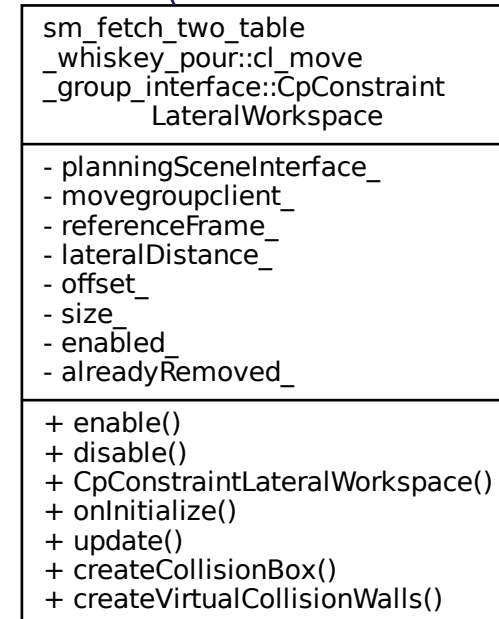 sm_fetch_two_table
_whiskey_pour::cl_move
_group_interface::CpConstraint
LateralWorkspace
- planningSceneInterface_
- movegroupclient_
- referenceFrame_
- lateralDistance_
- offset_
- size_
- enabled_
- alreadyRemoved_
+ enable()
+ disable()
+ CpConstraintLateralWorkspace()
+ onInitialize()
+ update()
+ createCollisionBox()
+ createVirtualCollisionWalls()